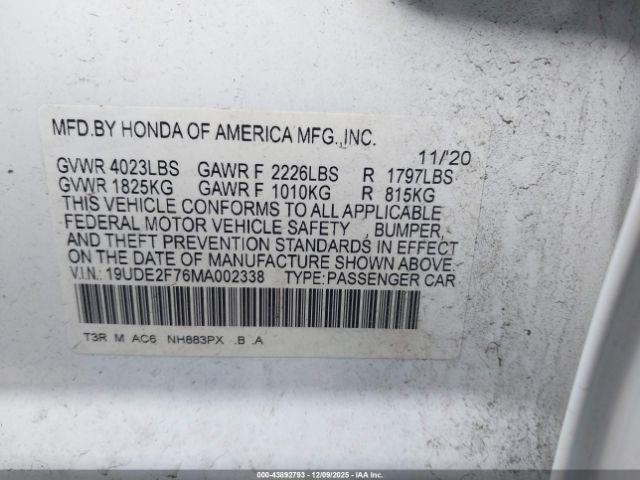 MFD.BY HONDA OF AMERICA MFG.,INC.
11/'20
GVWR 4023LBS GAWR F 2226LBS R 1797LBS
GVWR 1825KG GAWR F 1010KG R 815KG
THIS VEHICLE CONFORMS TO ALL APPLICABLE
FEDERAL MOTOR VEHICLE SAFETY , BUMPER,
AND THEFT PREVENTION STANDARDS IN EFFECT
ON THE DATE OF MANUFACTURE SHOWN ABOVE.
V.I.N.: 19UDE2F76MA002338 TYPE:PASSENGER CAR
T3R M AC6 NH883PX .B .A
000-43892793 - 12/09/2025 - IAAI.COM